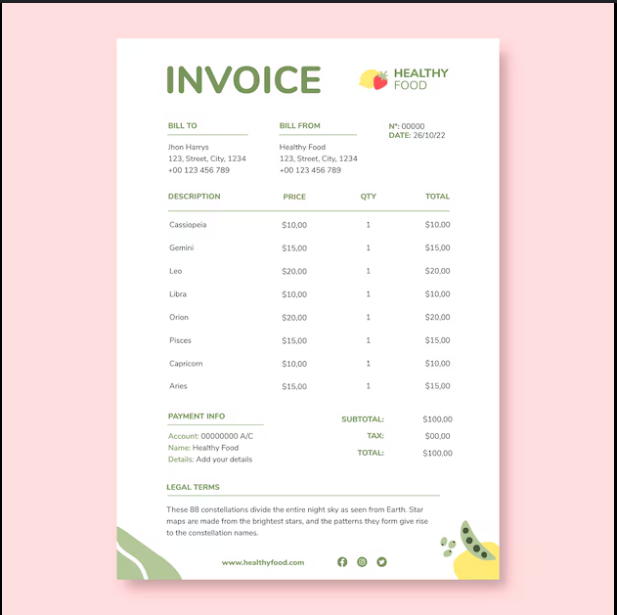 INVOICE
HEALTHY
FOOD
BILL TO
Jhon Harrys
123, Street, City, 1234
+00 123 456 789
BILL FROM
Healthy Food
123, Street, City, 1234
+00 123 456 789
N°: 00000
DATE: 26/10/22
DESCRIPTION PRICE QTY TOTAL
Cassiopeia $10,00 1 $10,00
Gemini $15,00 1 $15,00
Leo $20,00 1 $20,00
Libra $10,00 1 $10,00
Orion $20,00 1 $20,00
Pisces $15,00 1 $15,00
Capricorn $10,00 1 $10,00
Aries $15,00 1 $15,00
PAYMENT INFO
Account: 00000000 A/C
Name: Healthy Food
Details: Add your details
SUBTOTAL: $100,00
TAX: $00,00
TOTAL: $100,00
LEGAL TERMS
These 88 constellations divide the entire night sky as seen from Earth. Star
maps are made from the brightest stars, and the patterns they form give rise
to the constellation names.
www.healthyfood.com